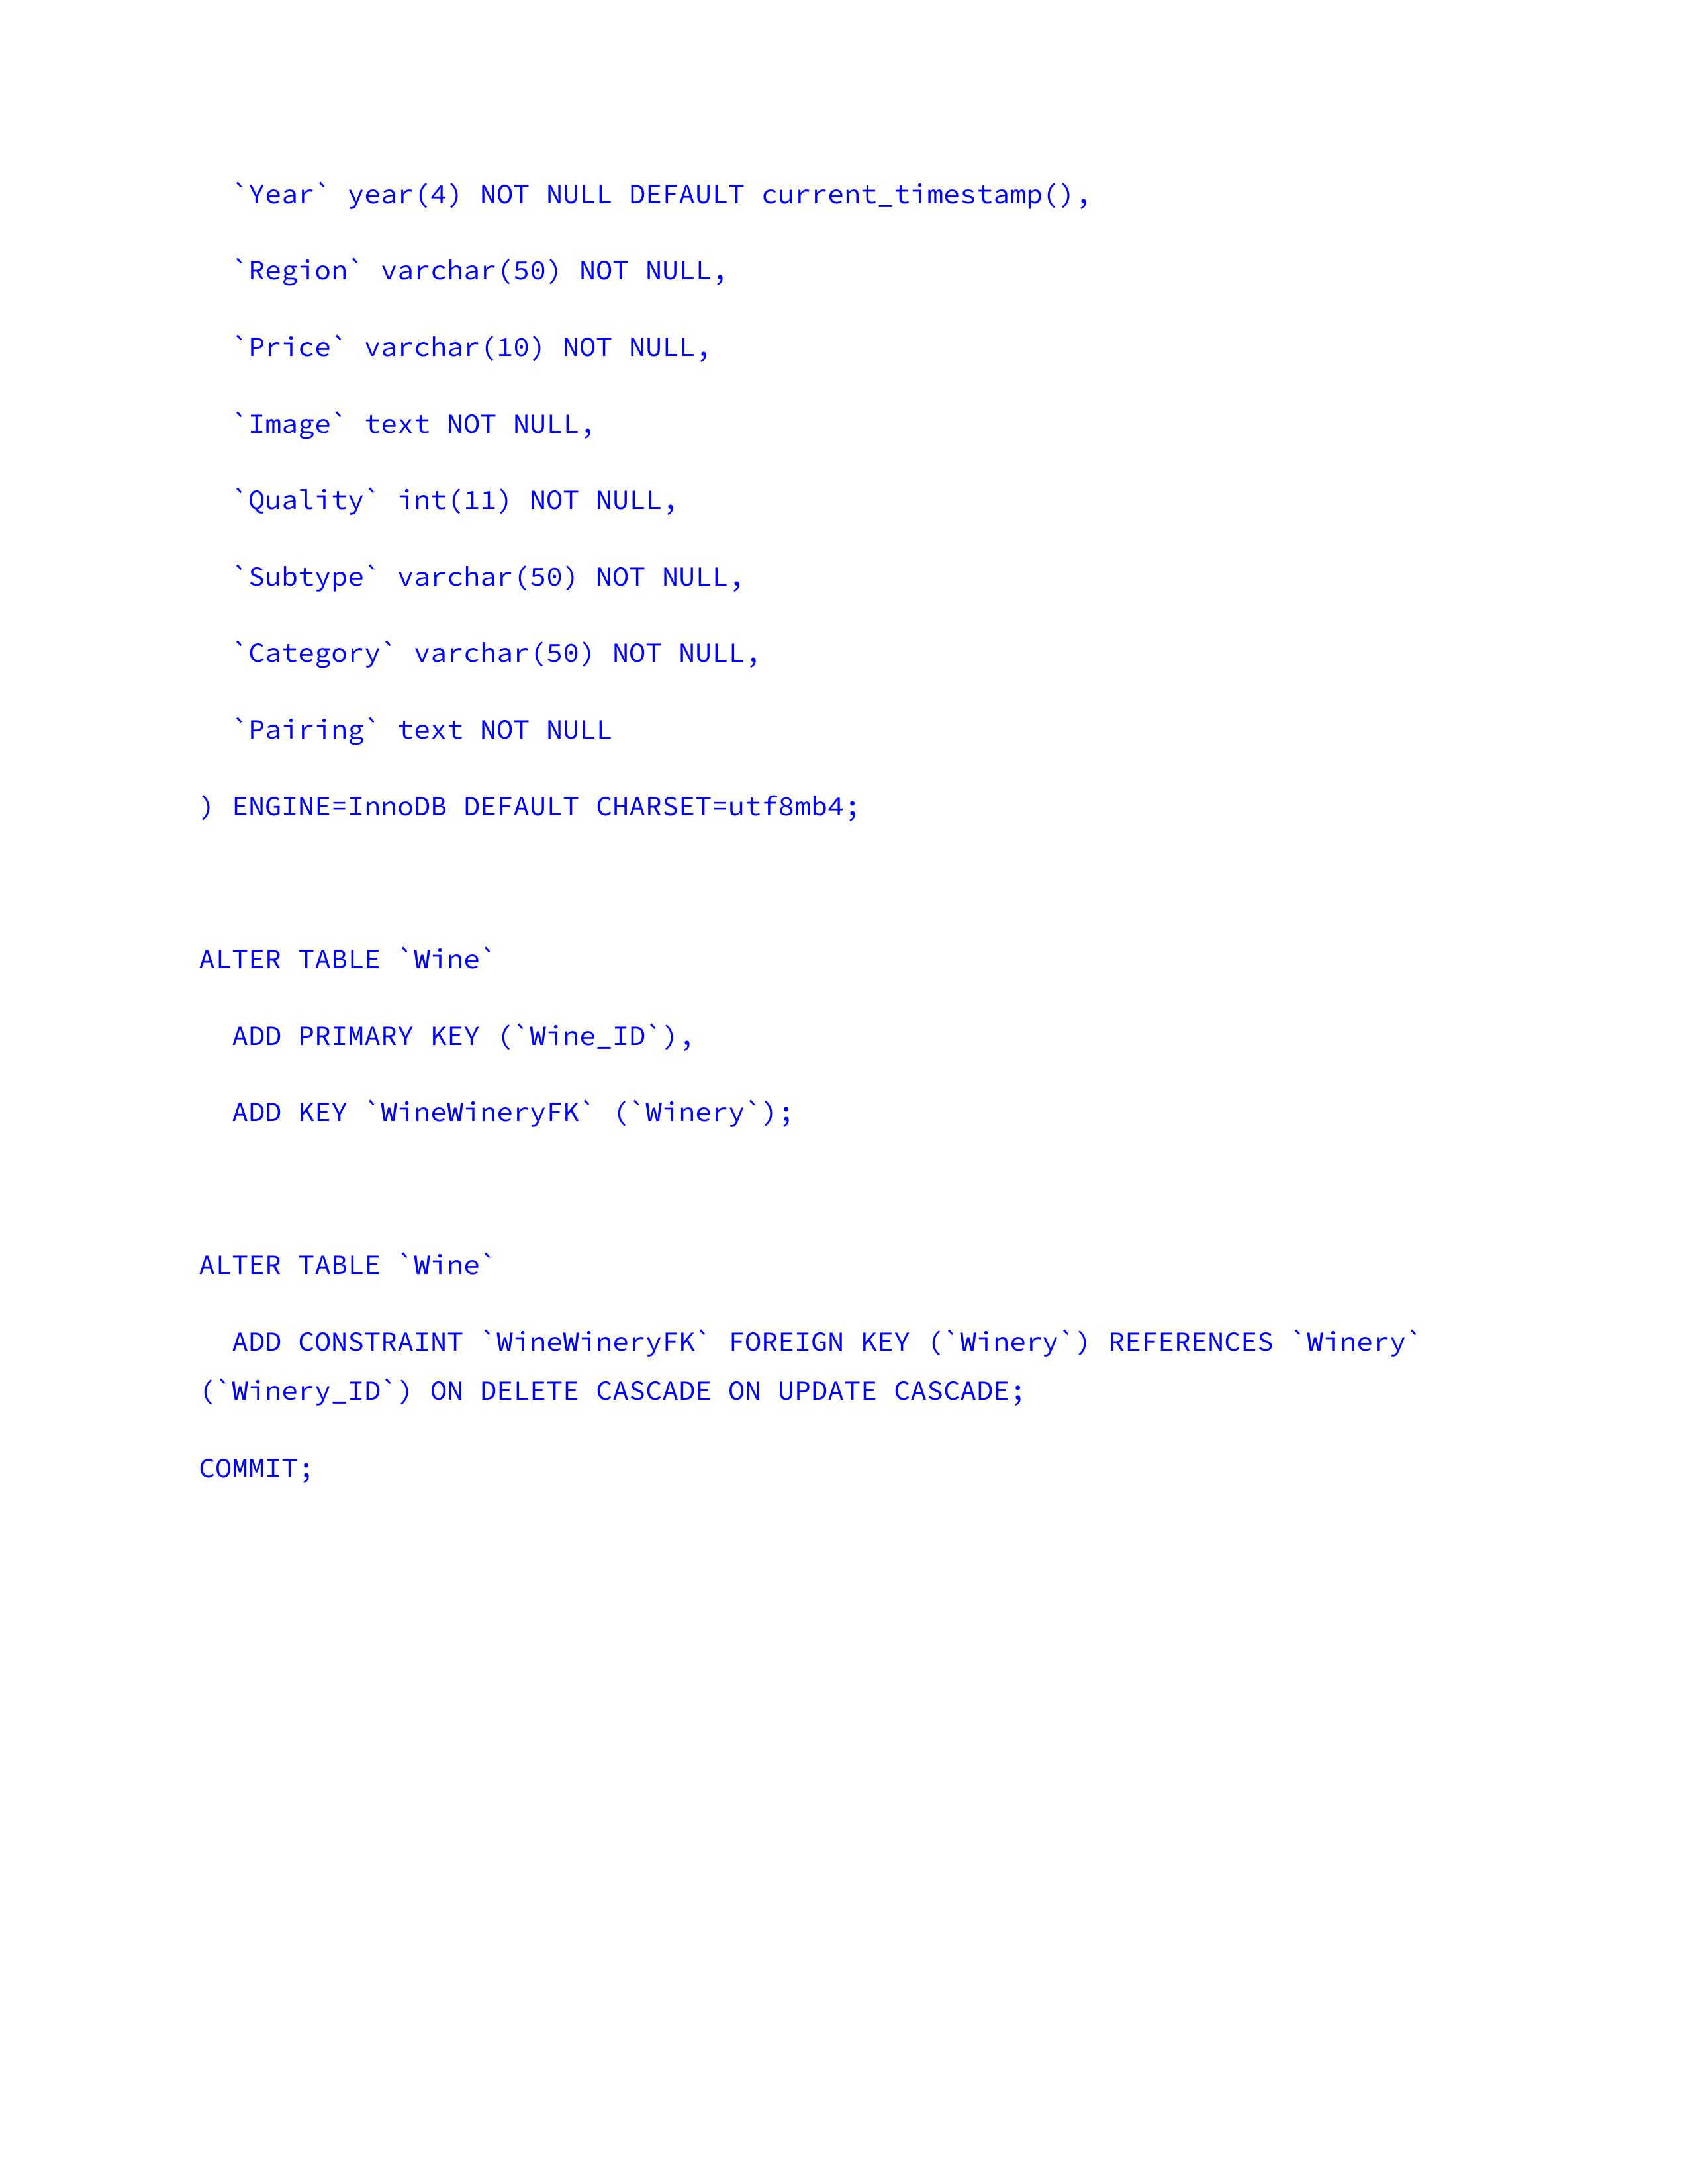 `Year` year(4) NOT NULL DEFAULT current_timestamp(),
`Region` varchar(50) NOT NULL,
`Price` varchar(10) NOT NULL,
`Image` text NOT NULL,
`Quality` int(11) NOT NULL,
`Subtype` varchar(50) NOT NULL,
`Category` varchar(50) NOT NULL,
`Pairing` text NOT NULL
) ENGINE=InnoDB DEFAULT CHARSET=utf8mb4;
ALTER TABLE `Wine`
ADD PRIMARY KEY (`Wine_ID`),
ADD KEY `WineWineryFK` (`Winery`);
ALTER TABLE `Wine`
ADD CONSTRAINT `WineWineryFK` FOREIGN KEY (`Winery`) REFERENCES `Winery`
(`Winery_ID`) ON DELETE CASCADE ON UPDATE CASCADE;
COMMIT;